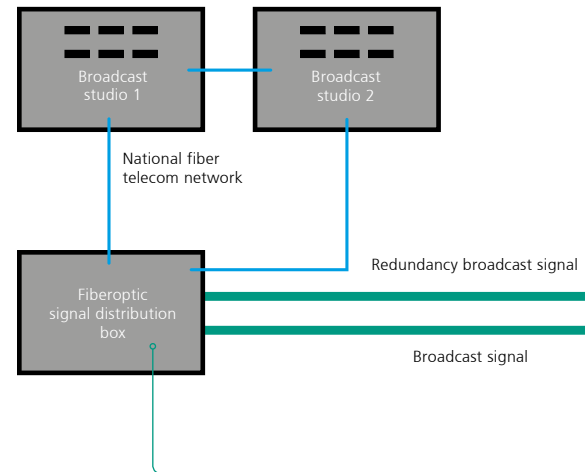 Broadcast
studio 1
Broadcast
studio 2
National fiber
telecom network
Redundancy broadcast signal
Fiberoptic
signal distribution
box
Broadcast signal